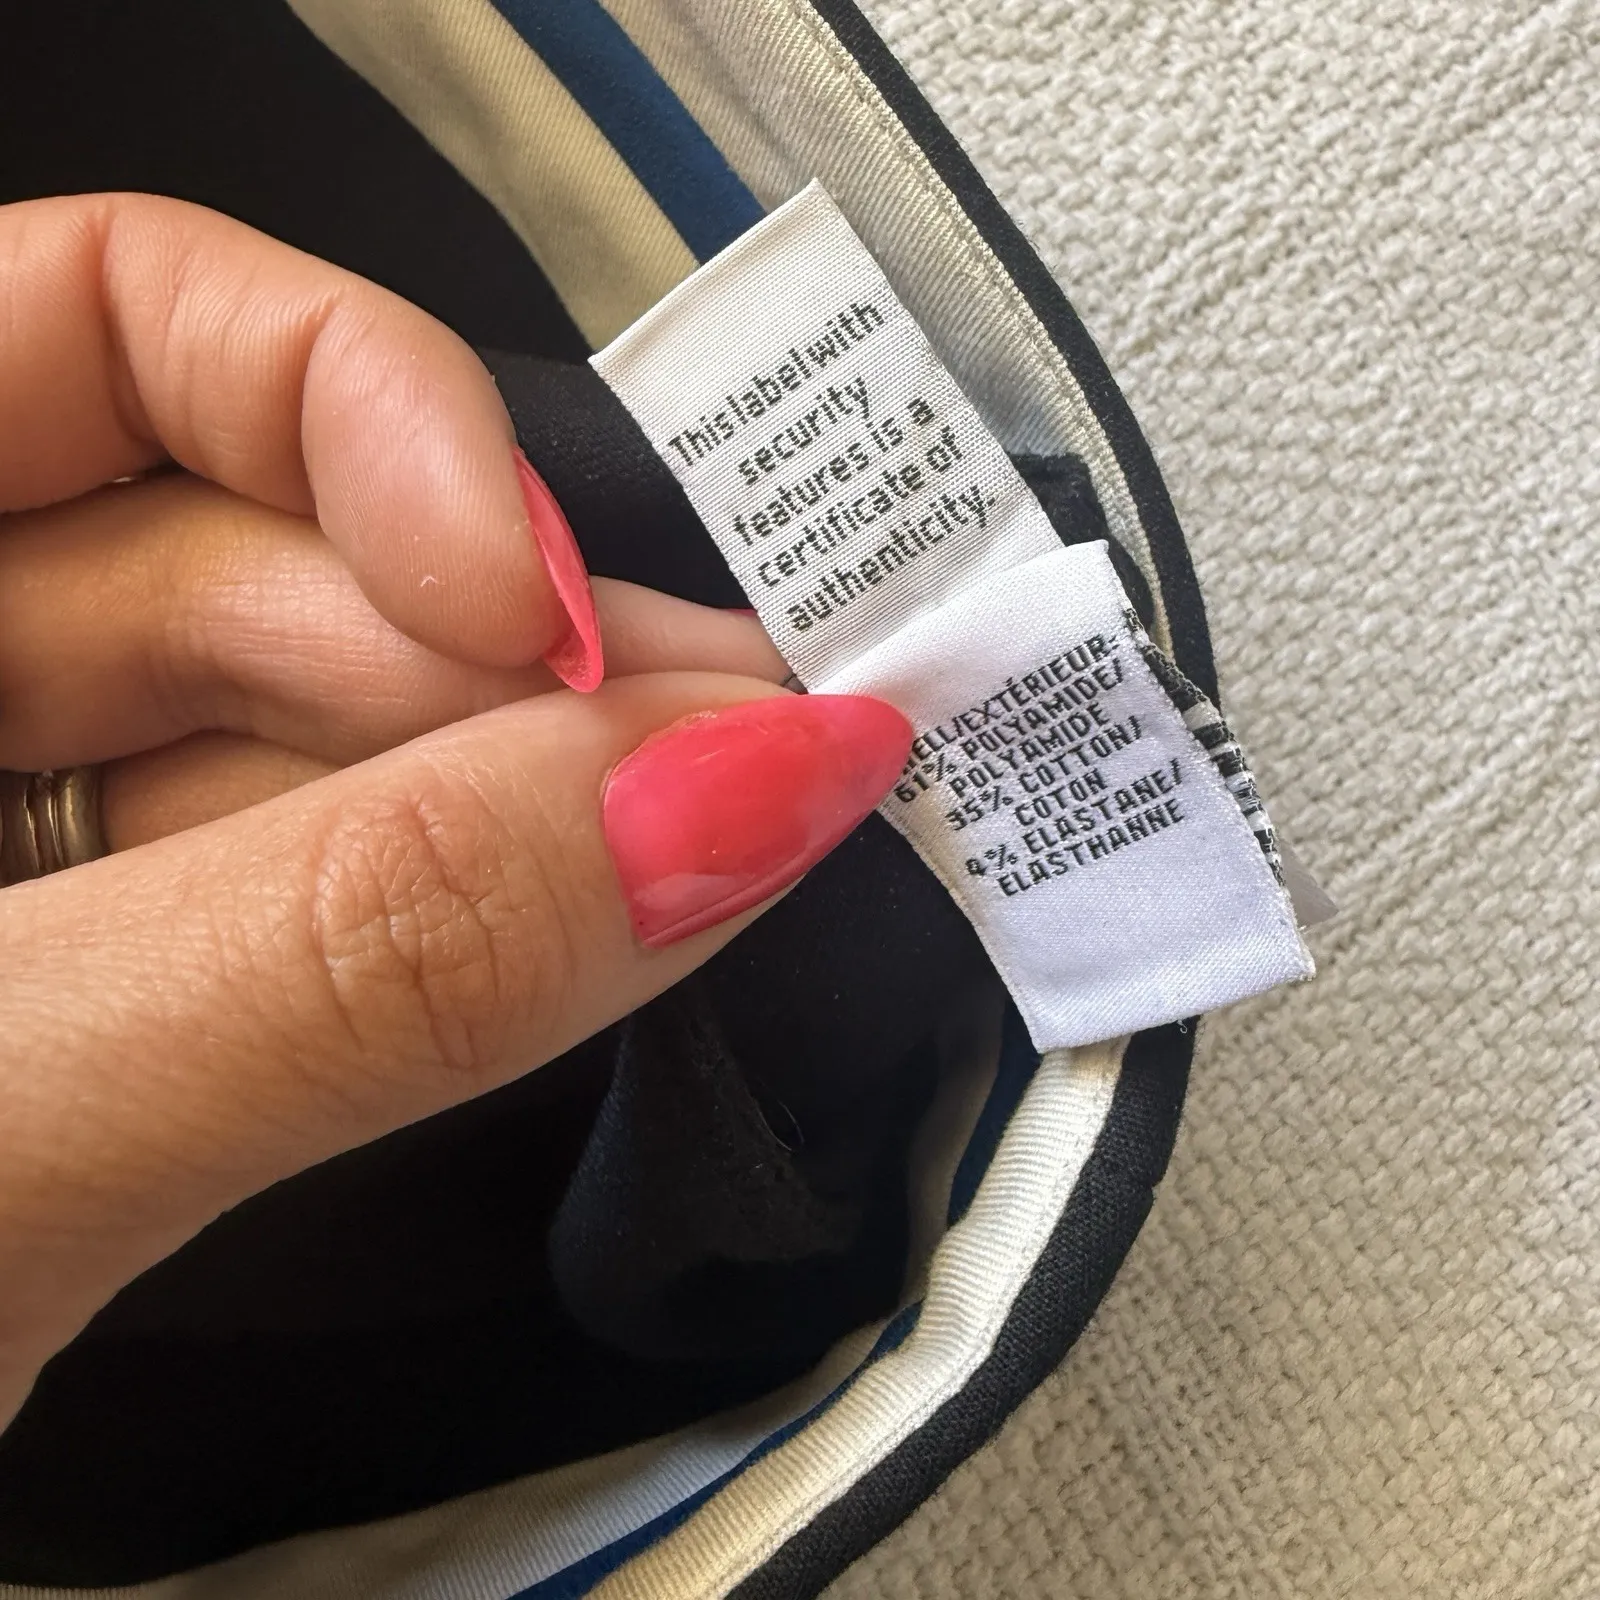 This label with
security
features is a
certificate of
authenticity.
EXTÉRIEUR-
61% POLYAMIDE/
POLYAMIDE
35% COTTON/
COTON
4% ELASTANE/
ELASTHANNE